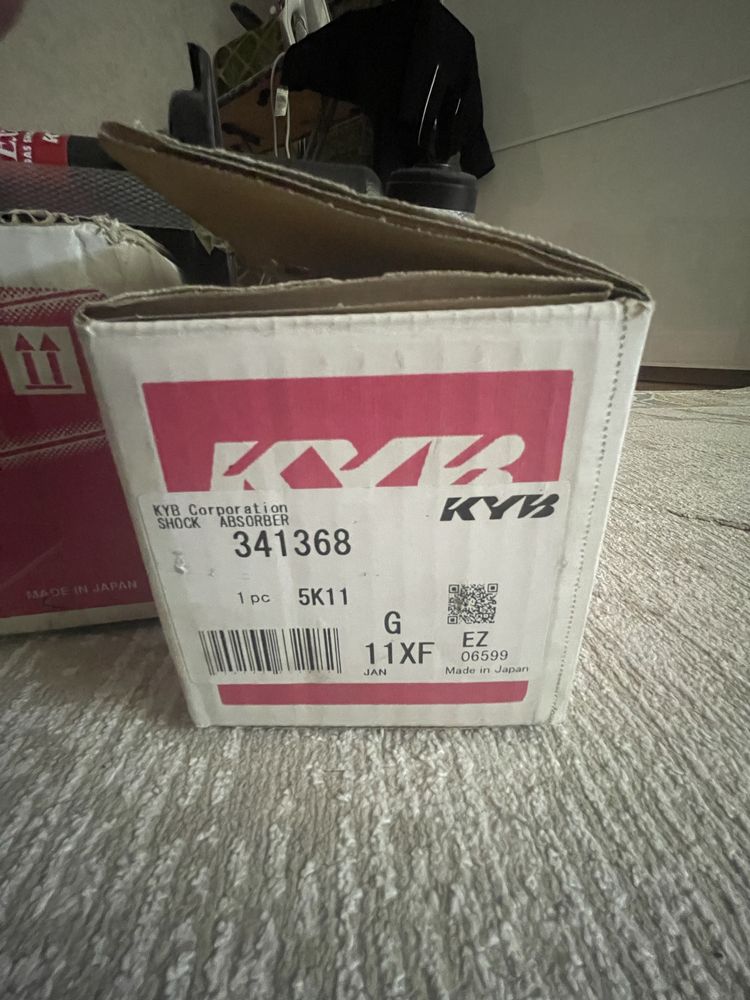 KYB
KYB Corporation
KYB
SHOCK ABSORBER
341368
1 pc 5K11
G
EZ
11XF
06599
JAN
Made in Japan
MADE IN JAPAN